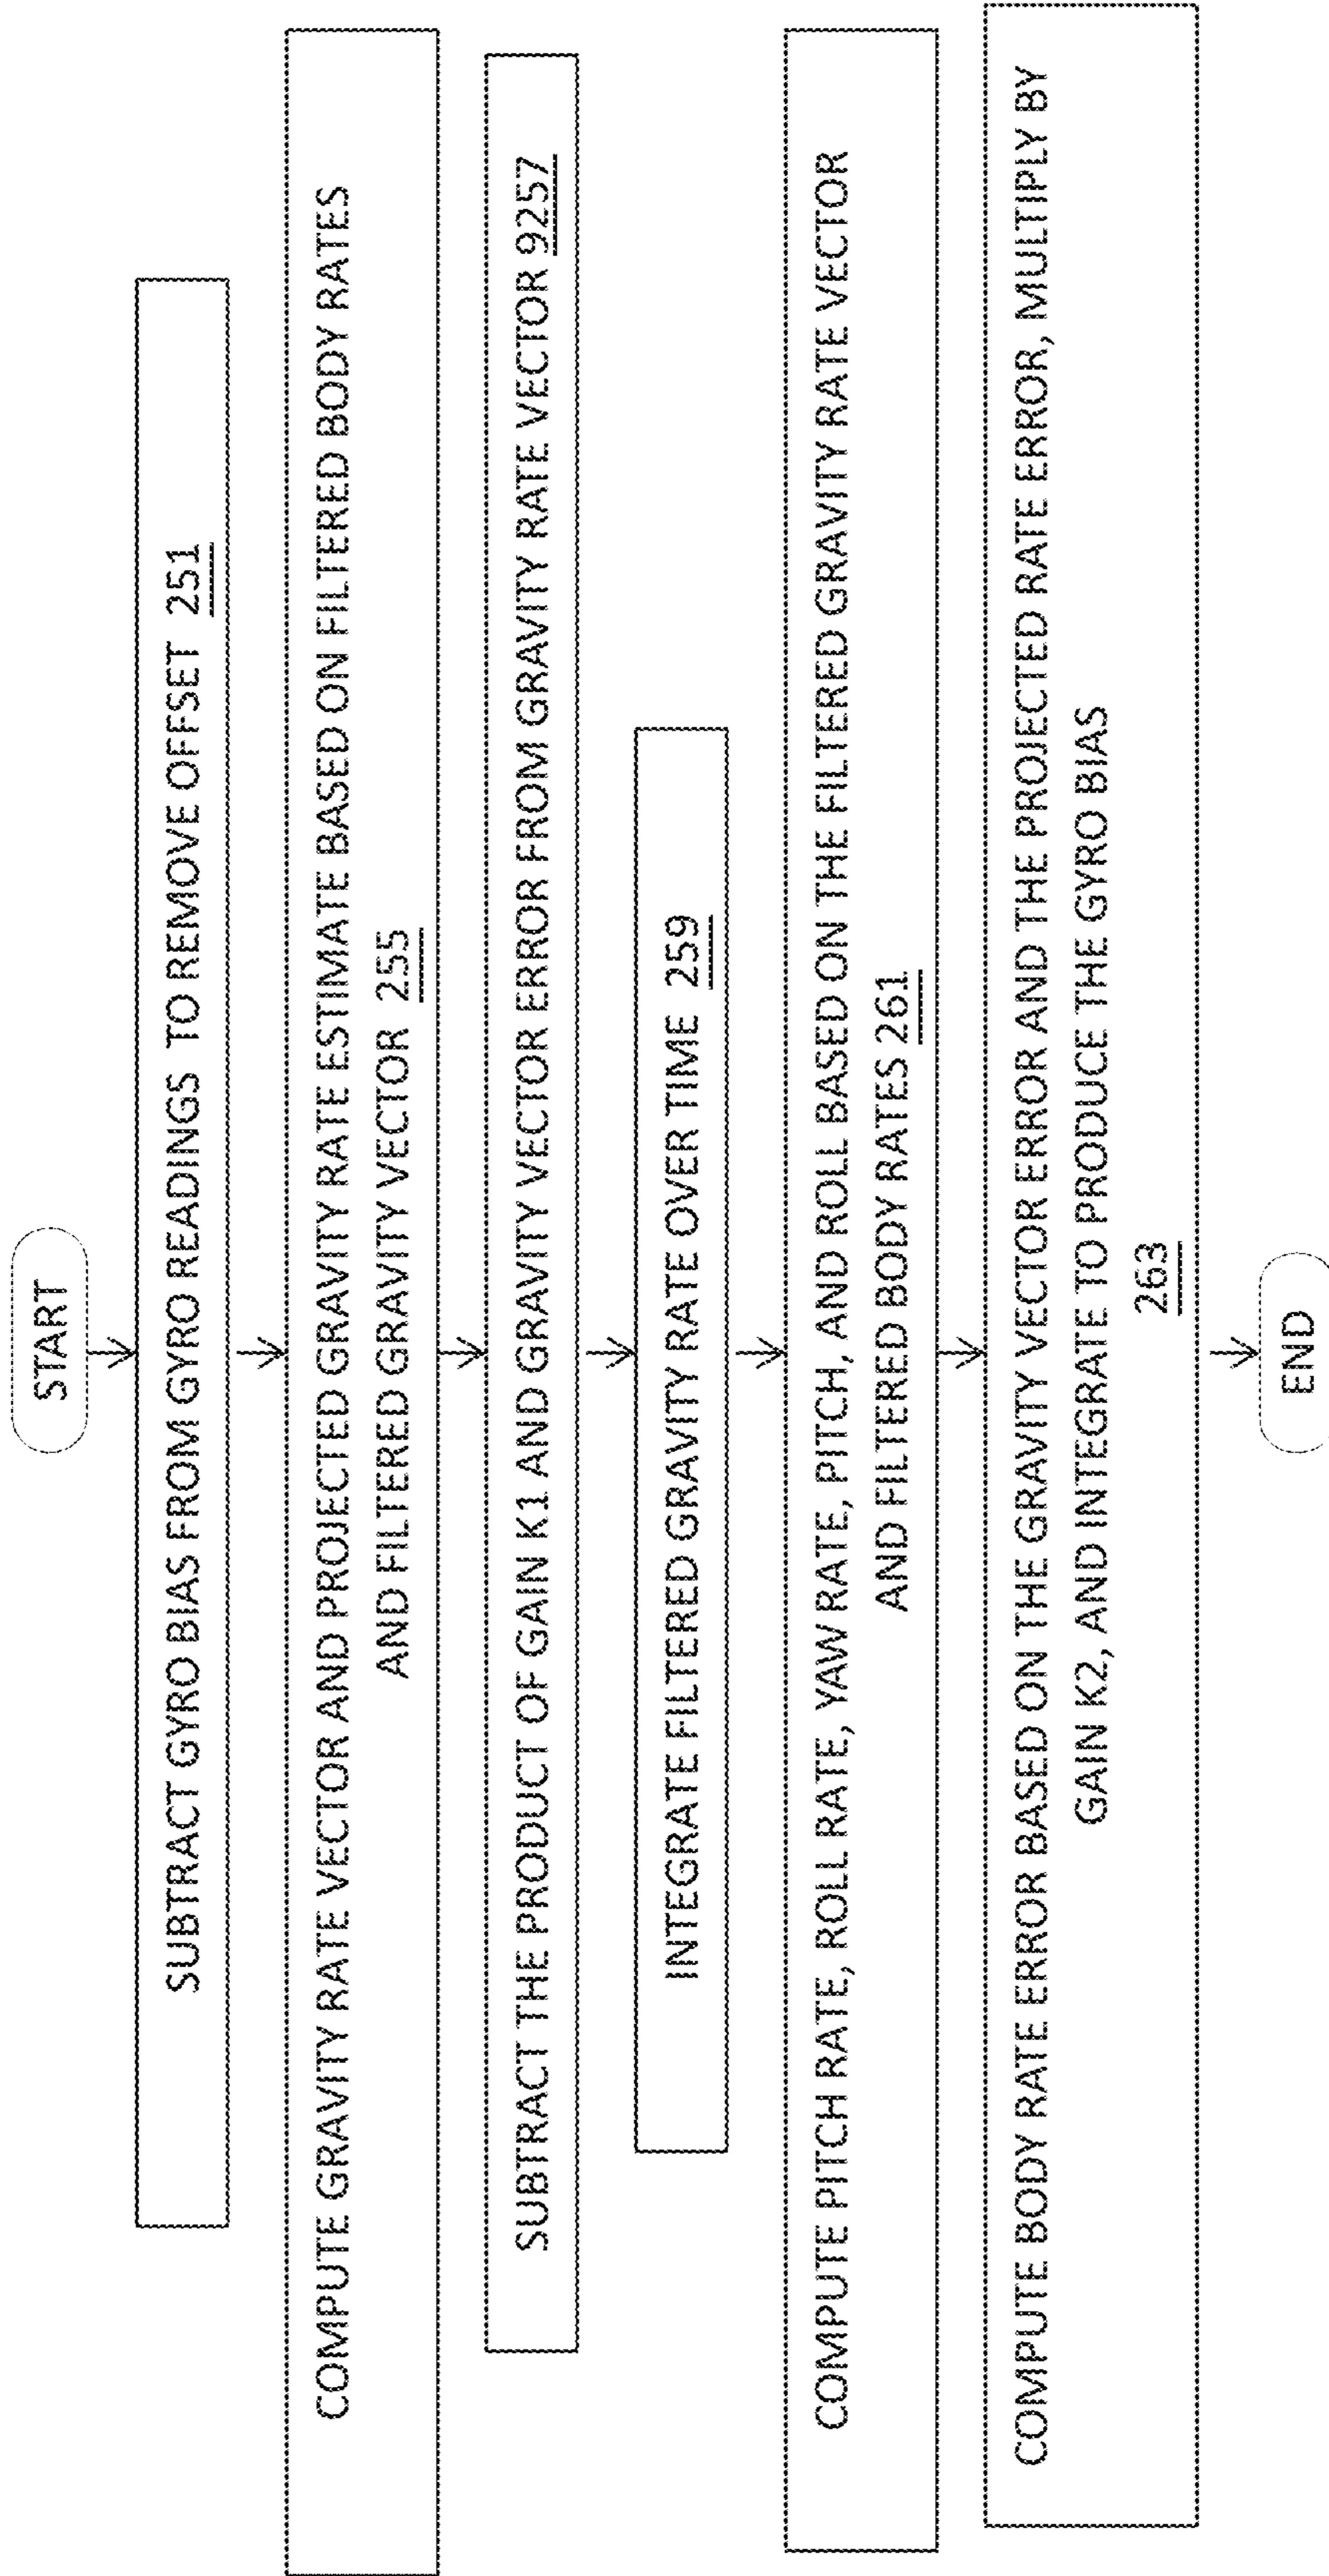 START
SUBTRACT GYRO BIAS FROM GYRO READINGS TO REMOVE OFFSET 251
COMPUTE GRAVITY RATE VECTOR AND PROJECTED GRAVITY RATE ESTIMATE BASED ON FILTERED BODY RATES
AND FILTERED GRAVITY VECTOR 255
SUBTRACT THE PRODUCT OF GAIN K1 AND GRAVITY VECTOR ERROR FROM GRAVITY RATE VECTOR 9257
INTEGRATE FILTERED GRAVITY RATE OVER TIME 259
COMPUTE PITCH RATE, ROLL RATE, YAW RATE, PITCH, AND ROLL BASED ON THE FILTERED GRAVITY RATE VECTOR
AND FILTERED BODY RATES 261
COMPUTE BODY RATE ERROR BASED ON THE GRAVITY VECTOR ERROR AND THE PROJECTED RATE ERROR, MULTIPLY BY
GAIN K2, AND INTEGRATE TO PRODUCE THE GYRO BIAS
263
END